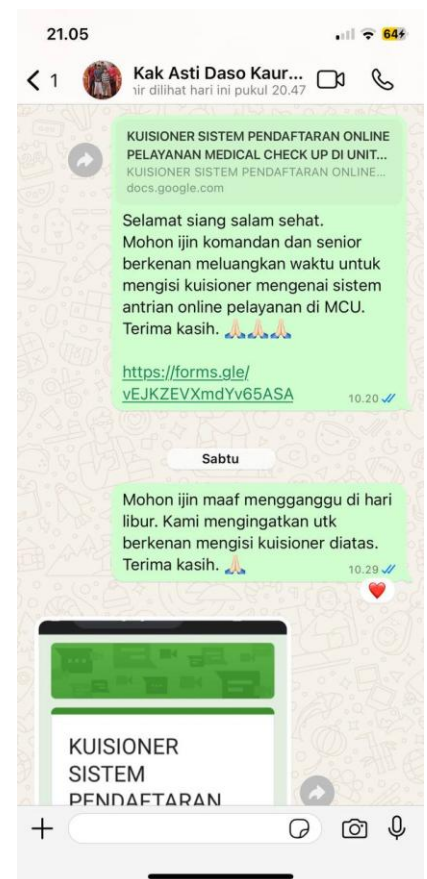 21.05
64
1
Kak Asti Daso Kaur...
hir dilihat hari ini pukul 20.47
KUISIONER SISTEM PENDAFTARAN ONLINE
PELAYANAN MEDICAL CHECK UP DI UNIT...
KUISIONER SISTEM PENDAFTARAN ONLINE...
docs.google.com
Selamat siang salam sehat.
Mohon ijin komandan dan senior
berkenan meluangkan waktu untuk
mengisi kuisioner mengenai sistem
antrian online pelayanan di MCU.
Terima kasih. 🙏🏻🙏🏻🙏🏻
https://forms.gle/
vEJKZEVXmdYv65ASA
10.20
Sabtu
Mohon ijin maaf mengganggu di hari
libur. Kami mengingatkan utk
berkenan mengisi kuisioner diatas.
Terima kasih. 🙏🏻
10.29
❤️
KUISIONER
SISTEM
PENDAFTARAN